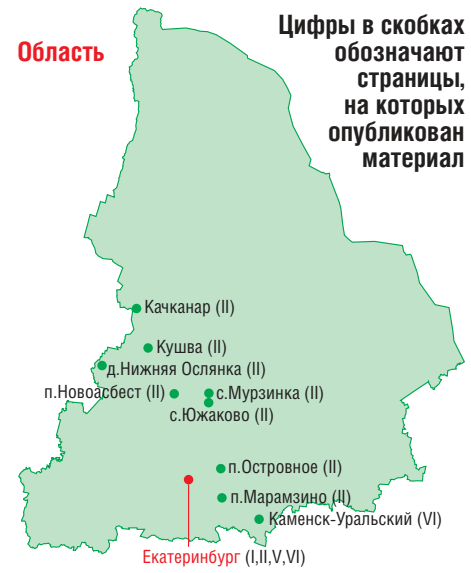 Область
Цифры в скобках
обозначают
страницы,
на которых
опубликован
материал
Качканар (II)
Кушва (II)
д.Нижняя Ослянка (II)
п.Новоасбест (II)
с.Мурзинка (II)
с.Южаково (II)
п.Островное (II)
п.Марамзино (II)
Каменск-Уральский (VI)
Екатеринбург (I,II,V,VI)